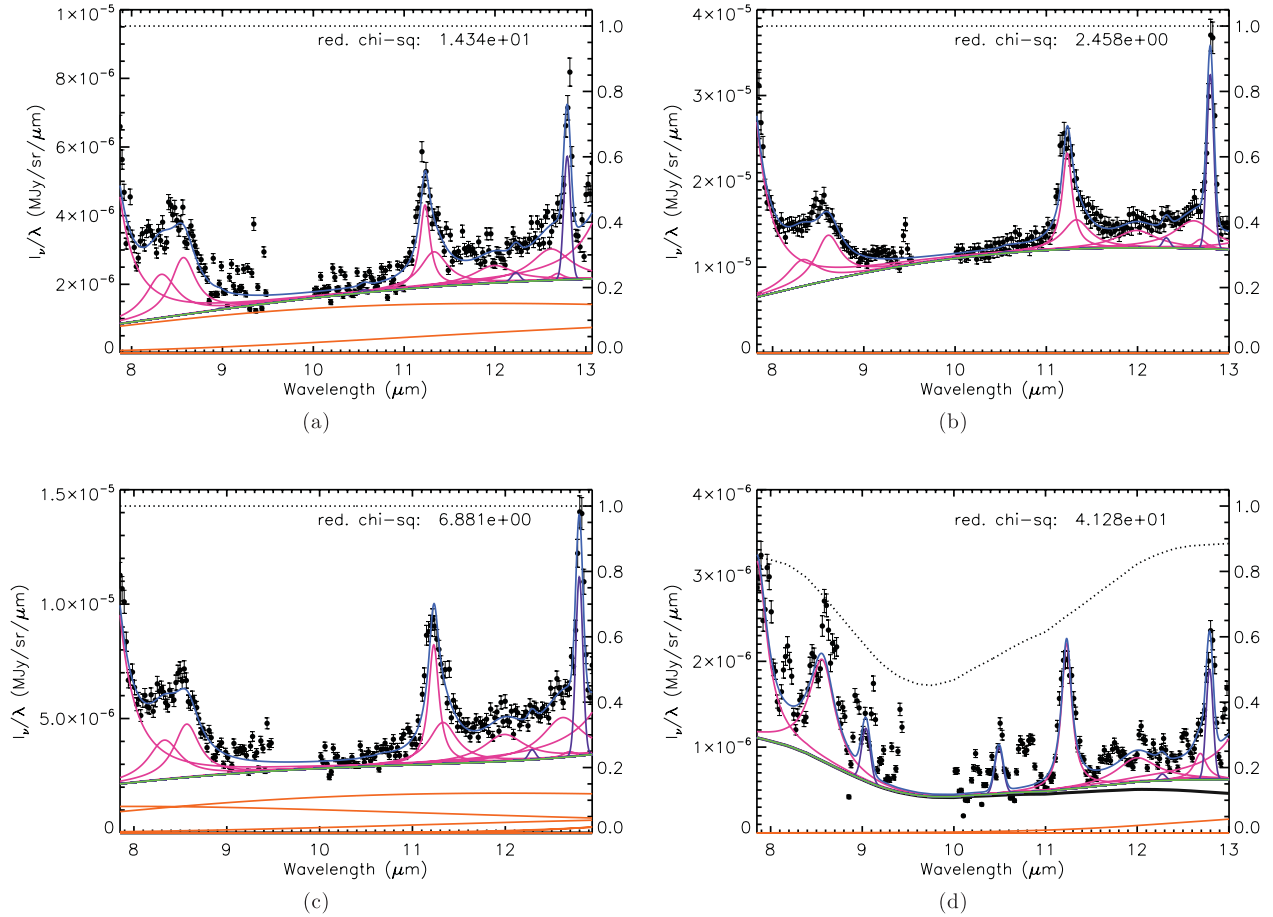 1×10⁻⁵
8×10⁻⁶
6×10⁻⁶
4×10⁻⁶
2×10⁻⁶
0
I_ν/λ (MJy/sr/μm)
red. chi-sq: 1.434e+01
1.0
0.8
0.6
0.4
0.2
0.0
8 9 10 11 12 13
Wavelength (μm)
(a)
4×10⁻⁵
3×10⁻⁵
2×10⁻⁵
1×10⁻⁵
0
I_ν/λ (MJy/sr/μm)
red. chi-sq: 2.458e+00
1.0
0.8
0.6
0.4
0.2
0.0
8 9 10 11 12 13
Wavelength (μm)
(b)
1.5×10⁻⁵
1.0×10⁻⁵
5.0×10⁻⁶
0
I_ν/λ (MJy/sr/μm)
red. chi-sq: 6.881e+00
1.0
0.8
0.6
0.4
0.2
0.0
8 9 10 11 12
Wavelength (μm)
(c)
4×10⁻⁶
3×10⁻⁶
2×10⁻⁶
1×10⁻⁶
0
I_ν/λ (MJy/sr/μm)
red. chi-sq: 4.128e+01
1.0
0.8
0.6
0.4
0.2
0.0
8 9 10 11 12 13
Wavelength (μm)
(d)